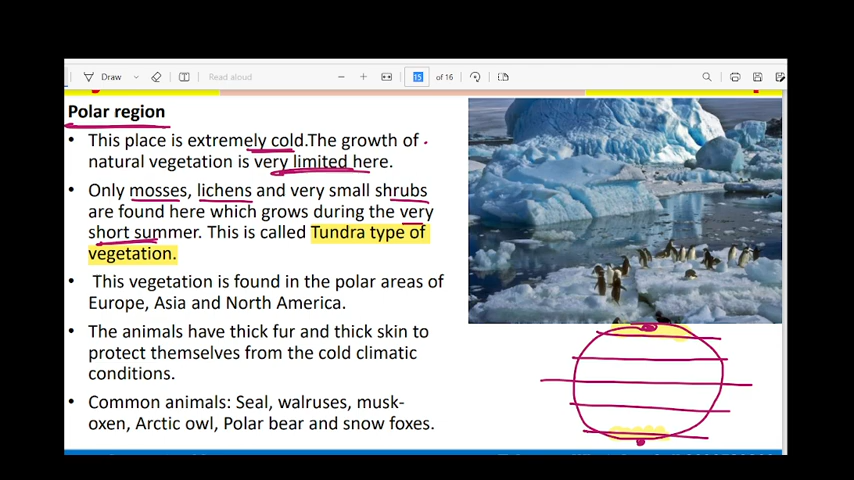 Draw
Read aloud
15 of 16
Polar region
• This place is extremely cold.The growth of
natural vegetation is very limited here.
• Only mosses, lichens and very small shrubs
are found here which grows during the very
short summer. This is called Tundra type of
vegetation.
• This vegetation is found in the polar areas of
Europe, Asia and North America.
• The animals have thick fur and thick skin to
protect themselves from the cold climatic
conditions.
• Common animals: Seal, walruses, musk-
oxen, Arctic owl, Polar bear and snow foxes.